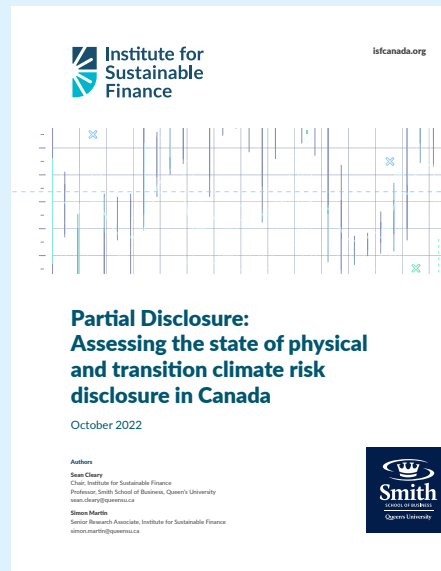 Institute for
Sustainable
Finance
isfcanada.org
Partial Disclosure:
Assessing the state of physical
and transition climate risk
disclosure in Canada
October 2022
Authors
Sean Cleary
Chair, Institute for Sustainable Finance
Professor, Smith School of Business, Queen's University
sean.cleary@queensu.ca
Simon Martin
Senior Research Associate, Institute for Sustainable Finance
simon.martin@queensu.ca
Smith
SCHOOL OF BUSINESS
Queen's University